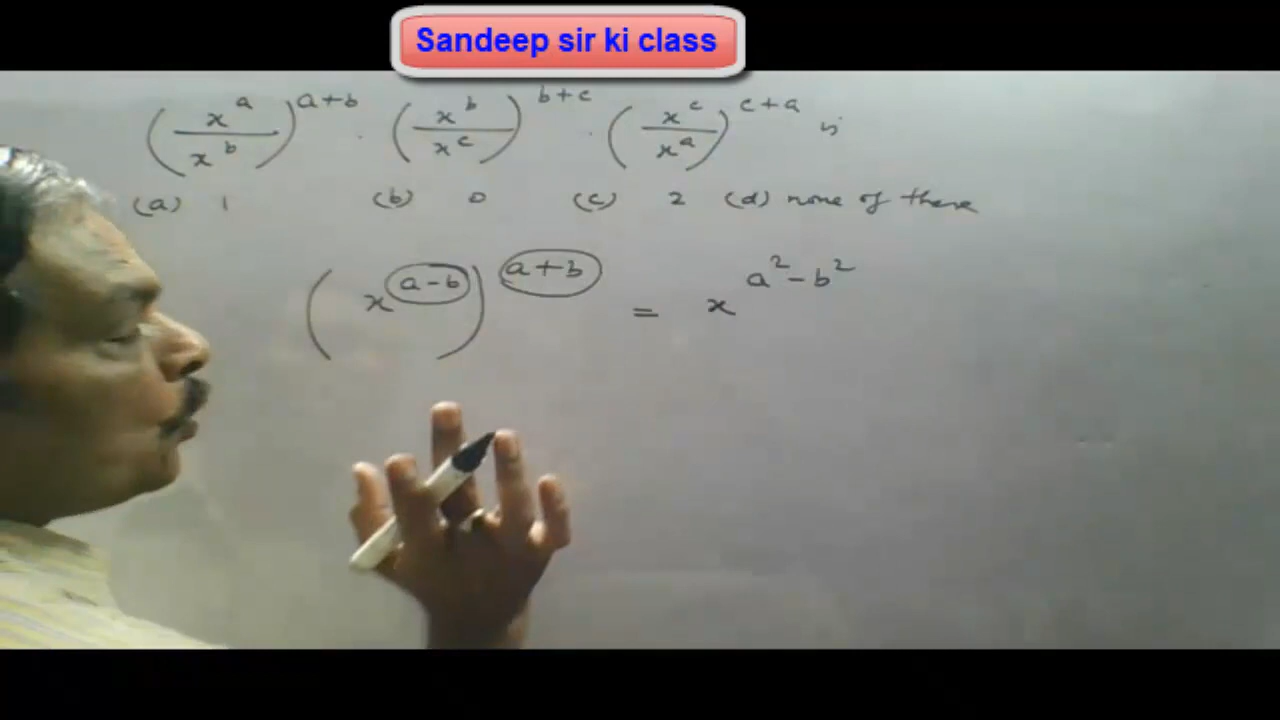 Sandeep sir ki class
(x^a / x^b)^(a+b) . (x^b / x^c)^(b+c) . (x^c / x^a)^(c+a) is
(a) 1 (b) 0 (c) 2 (d) none of these
(x^(a-b))^(a+b) = x^(a²-b²)